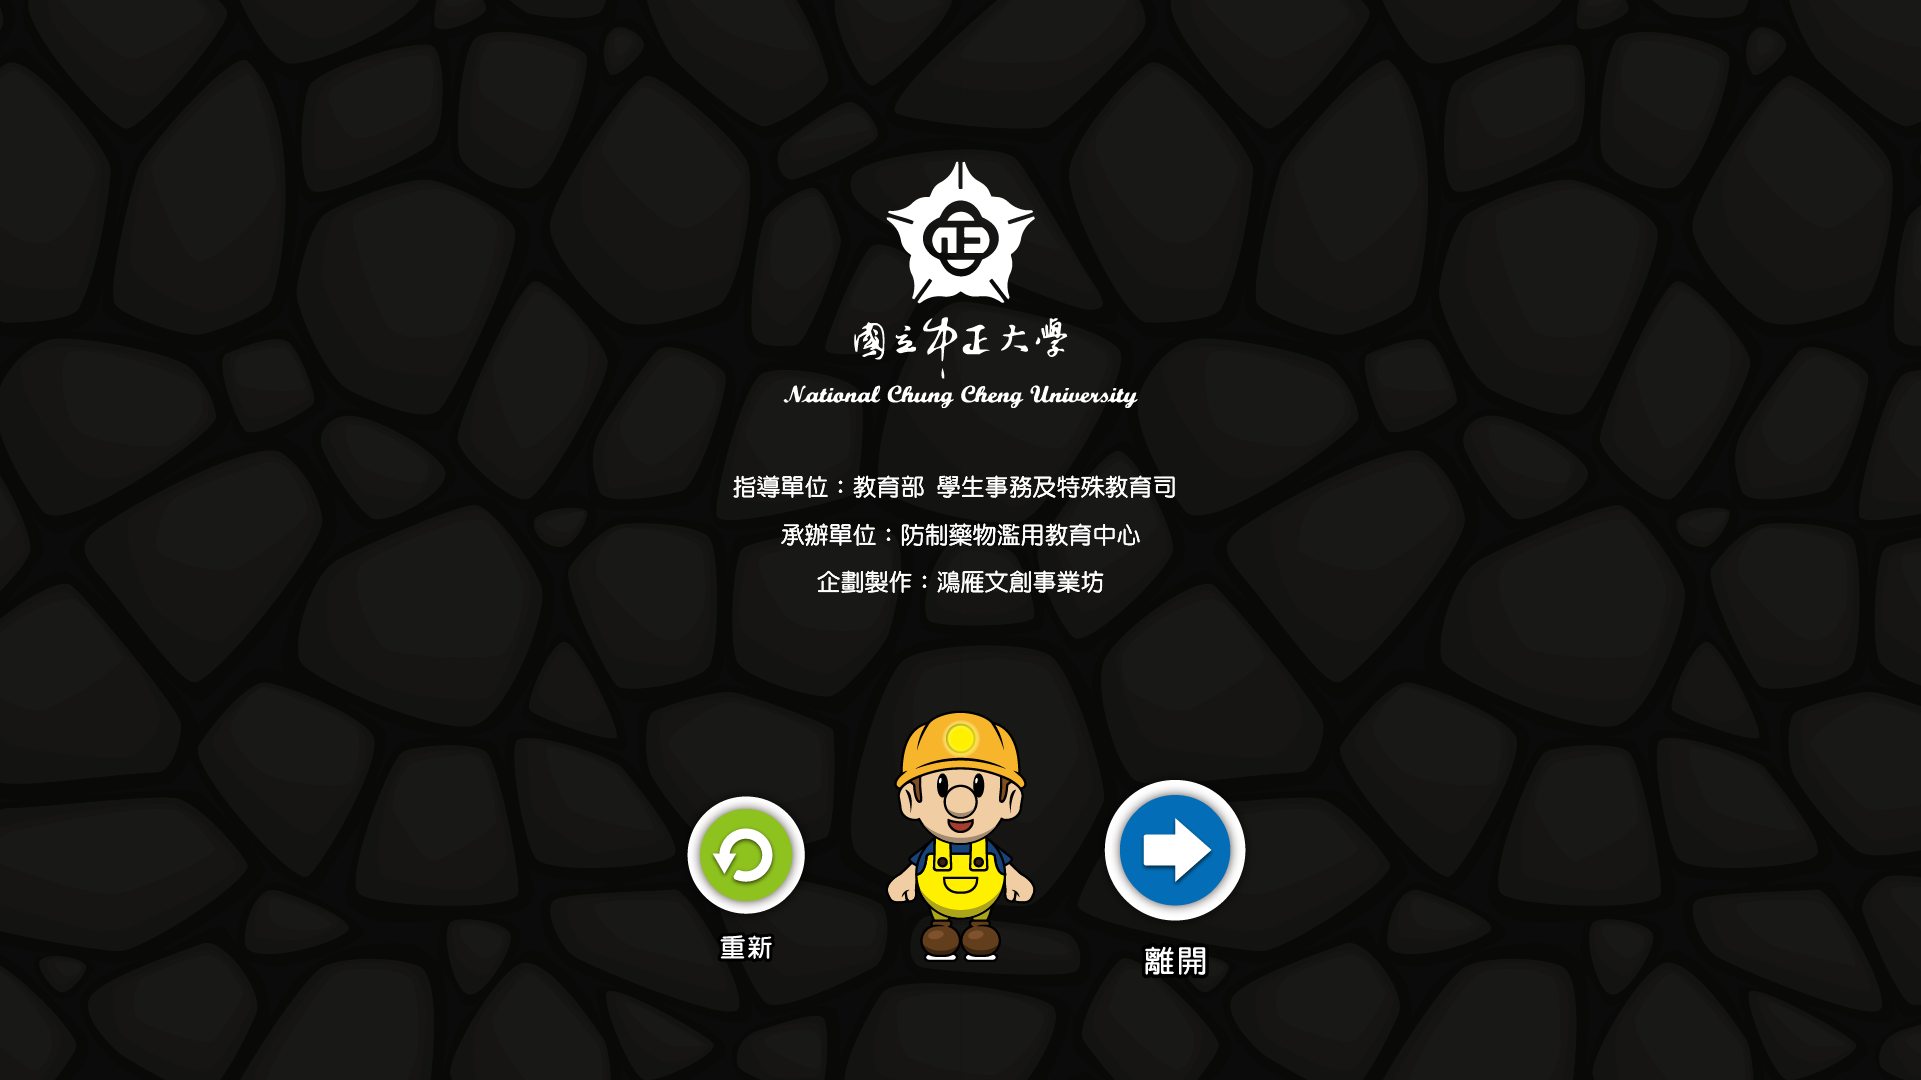 正
國立中正大學
National Chung Cheng University
指導單位：教育部 學生事務及特殊教育司
承辦單位：防制藥物濫用教育中心
企劃製作：鴻雁文創事業坊
重新
離開